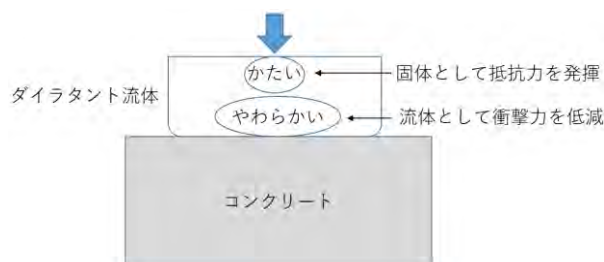 かたい
固体として抵抗力を発揮
ダイラタント流体
やわらかい
流体として衝撃力を低減
コンクリート